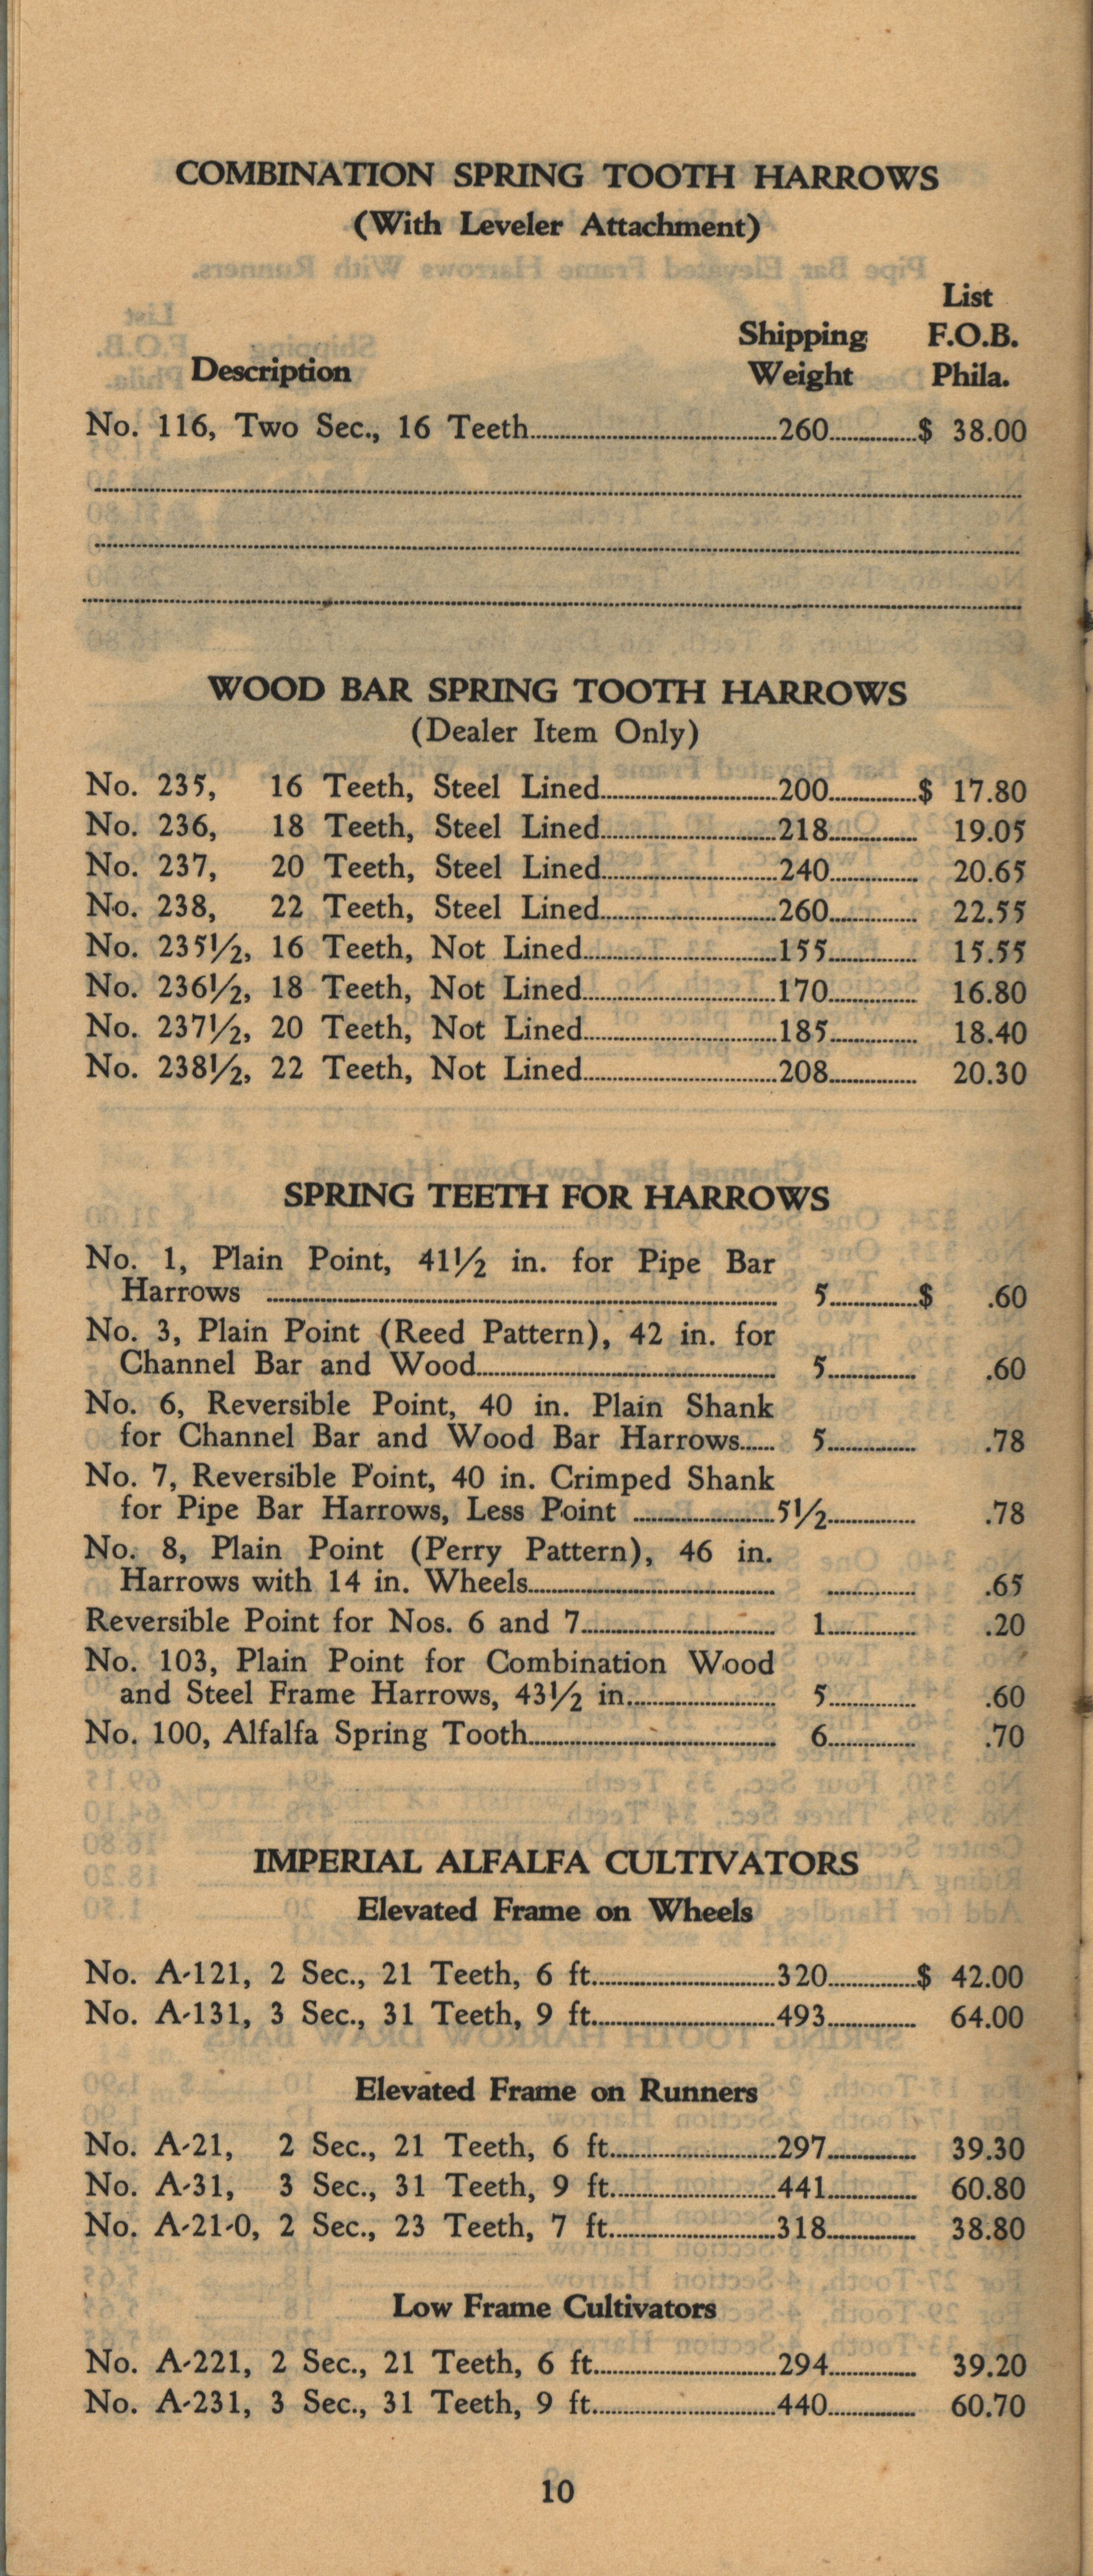 COMBINATION SPRING TOOTH HARROWS
(With Leveler Attachment)
List
Shipping F.O.B.
Description Weight Phila.
No. 116, Two Sec., 16 Teeth 260 $ 38.00
WOOD BAR SPRING TOOTH HARROWS
(Dealer Item Only)
No. 235, 16 Teeth, Steel Lined 200 $ 17.80
No. 236, 18 Teeth, Steel Lined 218 19.05
No. 237, 20 Teeth, Steel Lined 240 20.65
No. 238, 22 Teeth, Steel Lined 260 22.55
No. 235½, 16 Teeth, Not Lined 155 15.55
No. 236½, 18 Teeth, Not Lined 170 16.80
No. 237½, 20 Teeth, Not Lined 185 18.40
No. 238½, 22 Teeth, Not Lined 208 20.30
SPRING TEETH FOR HARROWS
No. 1, Plain Point, 41½ in. for Pipe Bar
Harrows 5 $ .60
No. 3, Plain Point (Reed Pattern), 42 in. for
Channel Bar and Wood 5 .60
No. 6, Reversible Point, 40 in. Plain Shank
for Channel Bar and Wood Bar Harrows 5 .78
No. 7, Reversible Point, 40 in. Crimped Shank
for Pipe Bar Harrows, Less Point 5½ .78
No. 8, Plain Point (Perry Pattern), 46 in.
Harrows with 14 in. Wheels .65
Reversible Point for Nos. 6 and 7 1 .20
No. 103, Plain Point for Combination Wood
and Steel Frame Harrows, 43½ in. 5 .60
No. 100, Alfalfa Spring Tooth 6 .70
IMPERIAL ALFALFA CULTIVATORS
Elevated Frame on Wheels
No. A-121, 2 Sec., 21 Teeth, 6 ft. 320 $ 42.00
No. A-131, 3 Sec., 31 Teeth, 9 ft. 493 64.00
Elevated Frame on Runners
No. A-21, 2 Sec., 21 Teeth, 6 ft. 297 39.30
No. A-31, 3 Sec., 31 Teeth, 9 ft. 441 60.80
No. A-21-0, 2 Sec., 23 Teeth, 7 ft. 318 38.80
Low Frame Cultivators
No. A-221, 2 Sec., 21 Teeth, 6 ft. 294 39.20
No. A-231, 3 Sec., 31 Teeth, 9 ft. 440 60.70
10